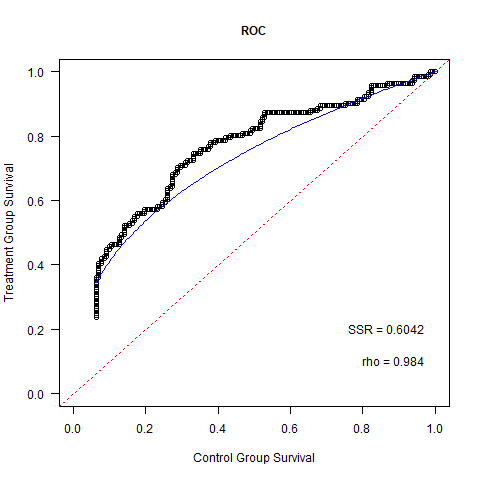 ROC
1.0
0.8
0.6
0.4
0.2
0.0
Treatment Group Survival
SSR = 0.6042
rho = 0.984
0.0 0.2 0.4 0.6 0.8 1.0
Control Group Survival